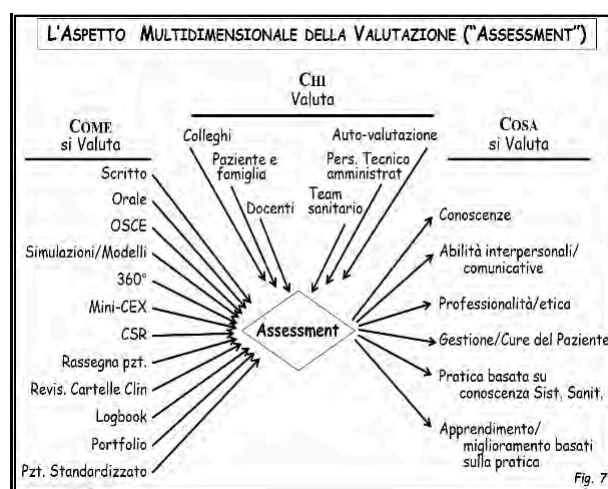 L'ASPETTO MULTIDIMENSIONALE DELLA VALUTAZIONE ("ASSESSMENT")
CHI
Valuta
COME
si Valuta
COSA
si Valuta
Colleghi
Paziente e
famiglia
Docenti
Team
sanitario
Pers. Tecnico
amministrat
Auto-valutazione
Scritto
Orale
OSCE
Simulazioni/Modelli
360°
Mini-CEX
CSR
Rassegna pzt.
Revis. Cartelle Clin
Logbook
Portfolio
Pzt. Standardizzato
Assessment
Conoscenze
Abilità interpersonali/
comunicative
Professionalità/etica
Gestione/Cure del Paziente
Pratica basata su
conoscenza Sist. Sanit.
Apprendimento/
miglioramento basati
sulla pratica
Fig. 7